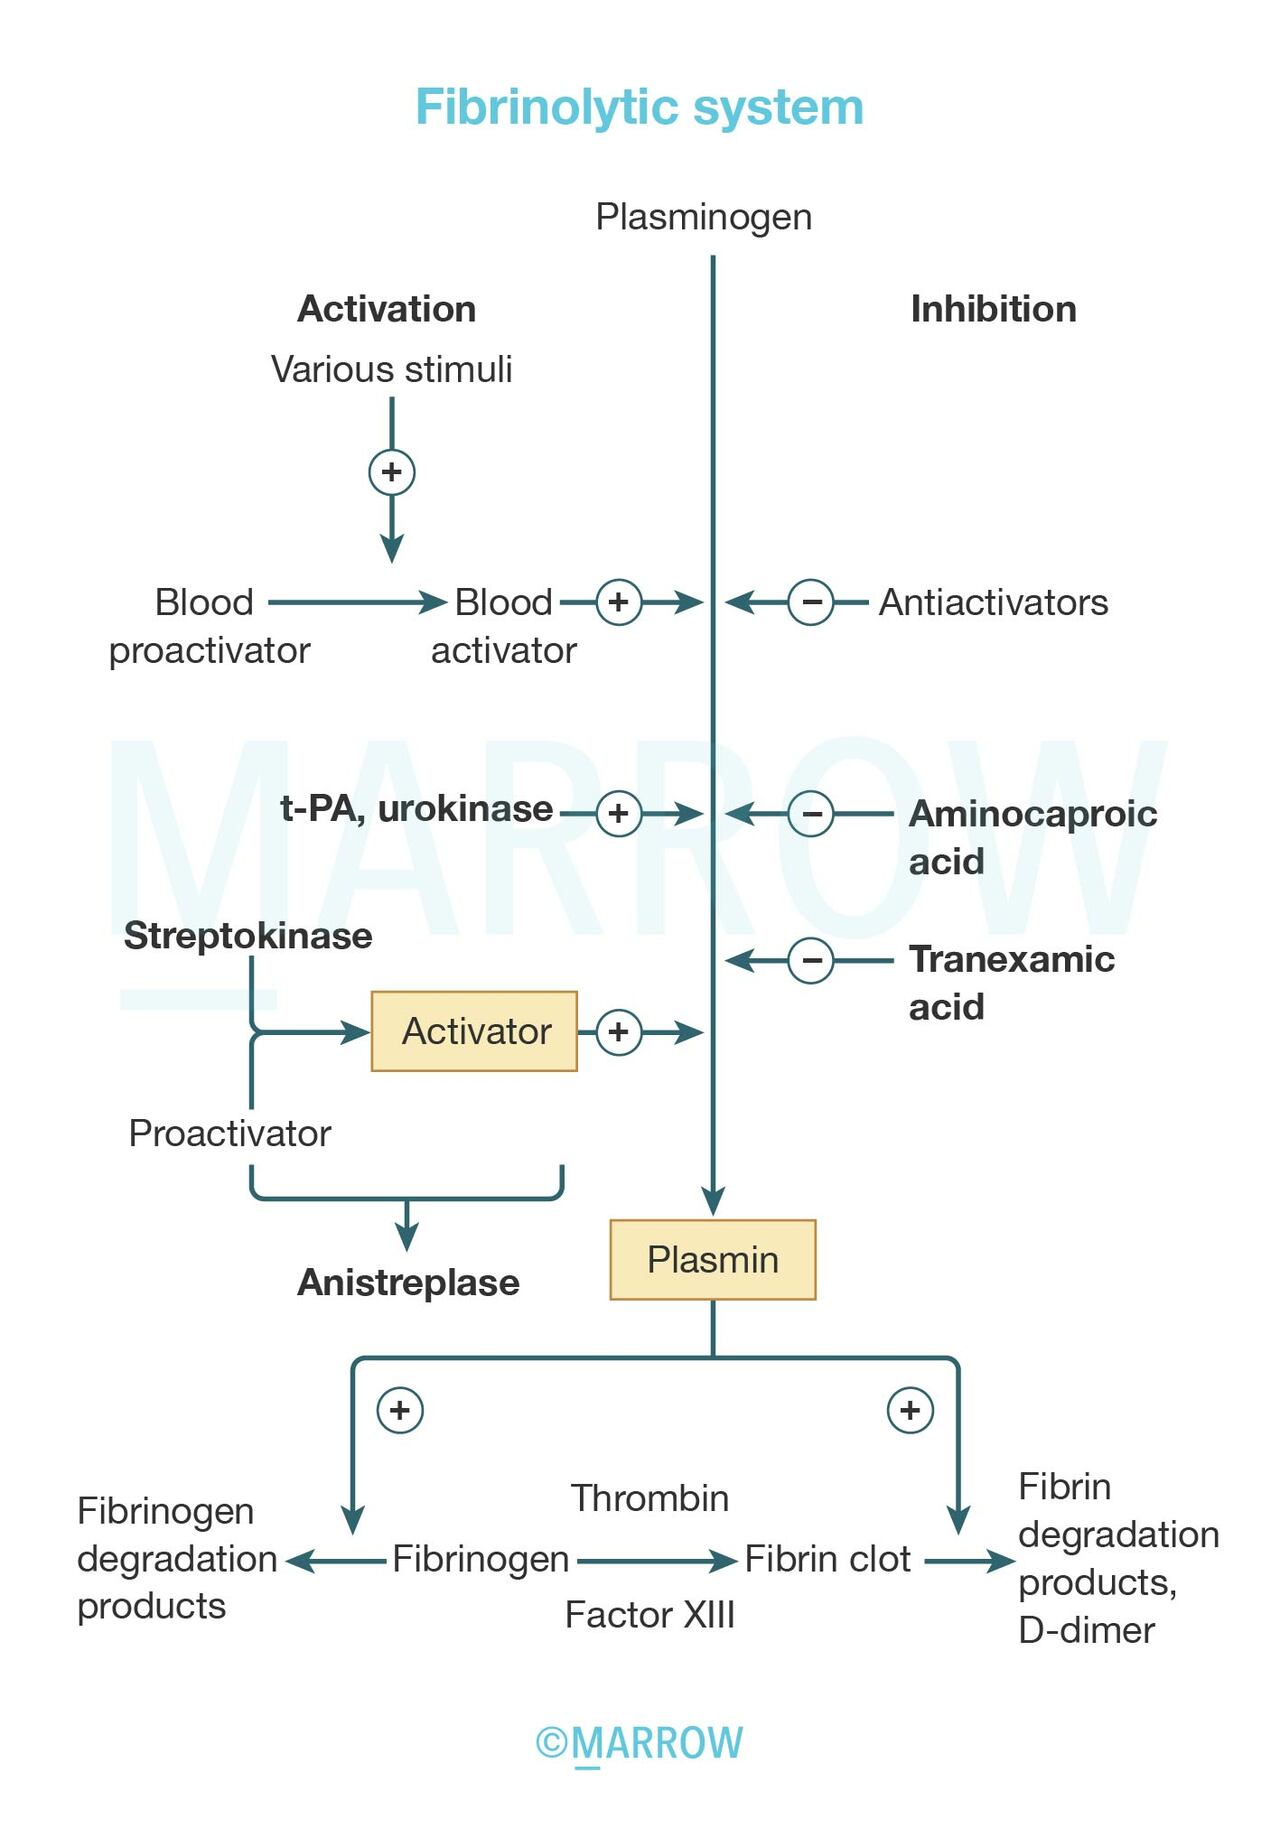 Fibrinolytic system
Plasminogen
Activation
Inhibition
Various stimuli
+
Blood
proactivator
Blood
activator
+
−
Antiactivators
MARROW
t-PA, urokinase
+
−
Aminocaproic
acid
Streptokinase
−
Tranexamic
acid
Activator
+
Proactivator
Anistreplase
Plasmin
+
+
Fibrinogen
degradation
products
Fibrinogen
Thrombin
Factor XIII
Fibrin clot
Fibrin
degradation
products,
D-dimer
©MARROW